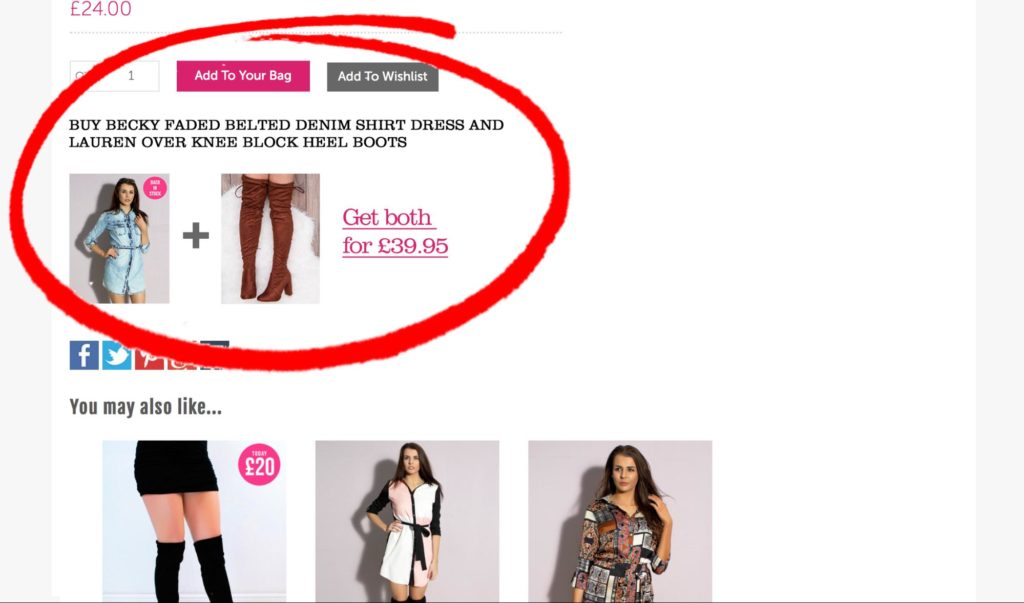 £24.00
1
Add To Your Bag
Add To Wishlist
BUY BECKY FADED BELTED DENIM SHIRT DRESS AND
LAUREN OVER KNEE BLOCK HEEL BOOTS
BACK
IN
STOCK
+
Get both
for £39.95
You may also like...
TODAY
£20